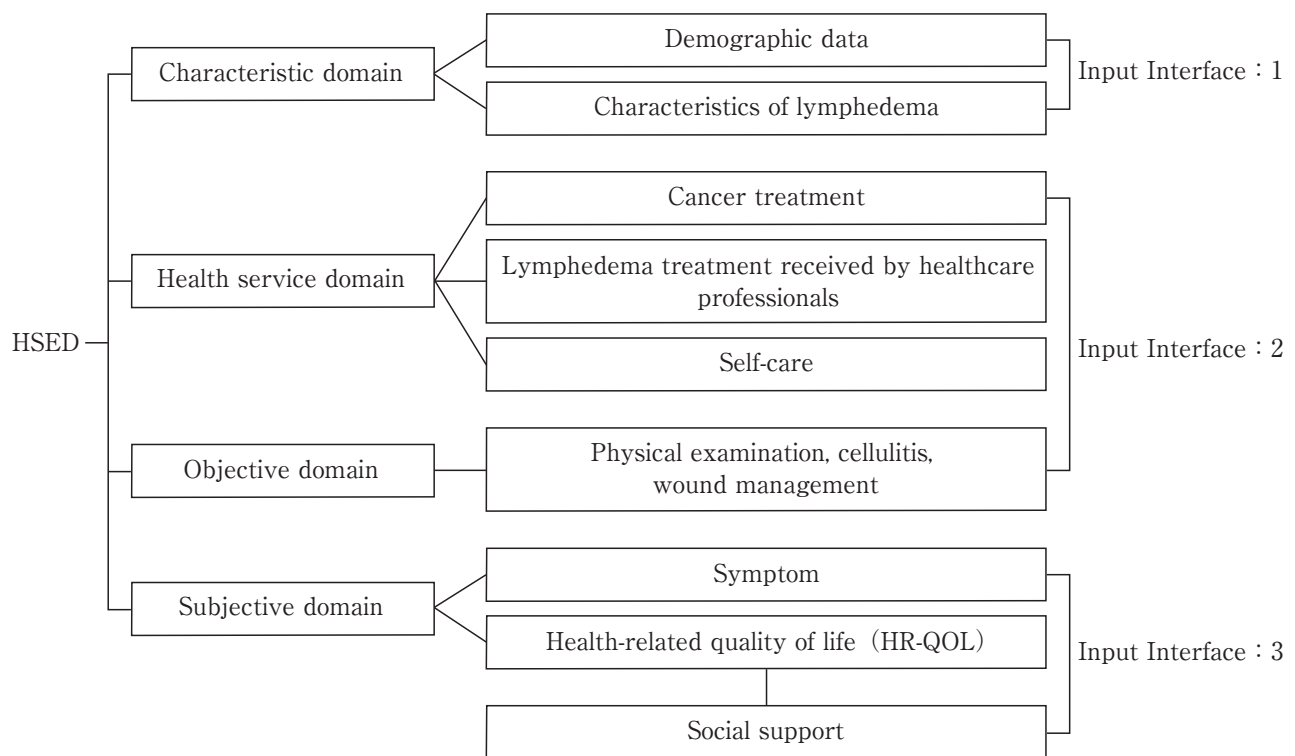 Demographic data
Characteristic domain
Input Interface：1
Characteristics of lymphedema
Cancer treatment
Lymphedema treatment received by healthcare
professionals
Health service domain
Self-care
HSED
Input Interface：2
Objective domain
Physical examination, cellulitis,
wound management
Symptom
Subjective domain
Health-related quality of life（HR-QOL）
Input Interface：3
Social support